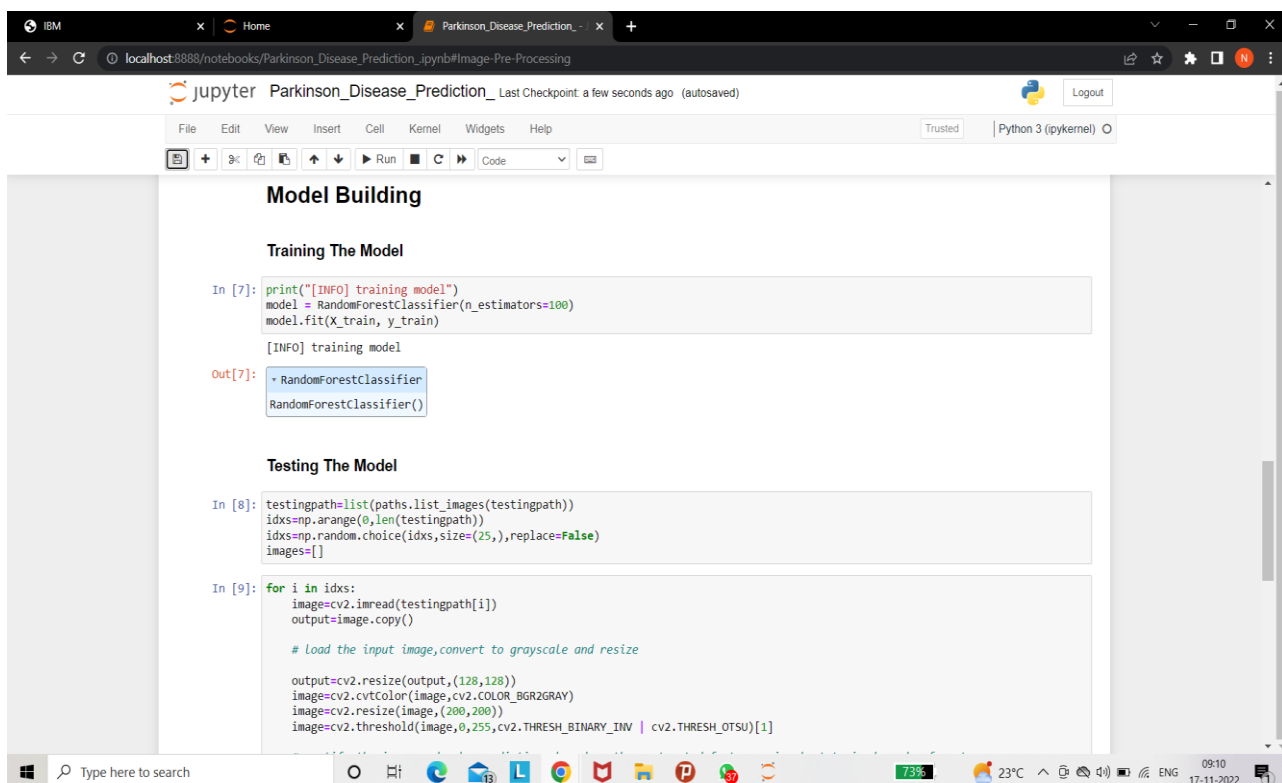 IBM
Home
Parkinson_Disease_Prediction_ -
localhost:8888/notebooks/Parkinson_Disease_Prediction_.ipynb#Image-Pre-Processing
N
jupyter Parkinson_Disease_Prediction_ Last Checkpoint: a few seconds ago (autosaved)
Logout
File Edit View Insert Cell Kernel Widgets Help
Trusted Python 3 (ipykernel)
Run Code
Model Building
Training The Model
In [7]: print("[INFO] training model")
model = RandomForestClassifier(n_estimators=100)
model.fit(X_train, y_train)
[INFO] training model
Out[7]: RandomForestClassifier
RandomForestClassifier()
Testing The Model
In [8]: testingpath=list(paths.list_images(testingpath))
idxs=np.arange(0,len(testingpath))
idxs=np.random.choice(idxs,size=(25,),replace=False)
images=[]
In [9]: for i in idxs:
image=cv2.imread(testingpath[i])
output=image.copy()
# load the input image,convert to grayscale and resize
output=cv2.resize(output,(128,128))
image=cv2.cvtColor(image,cv2.COLOR_BGR2GRAY)
image=cv2.resize(image,(200,200))
image=cv2.threshold(image,0,255,cv2.THRESH_BINARY_INV | cv2.THRESH_OTSU)[1]
Type here to search
13
L
37
73%
23°C
ENG
09:10
17-11-2022